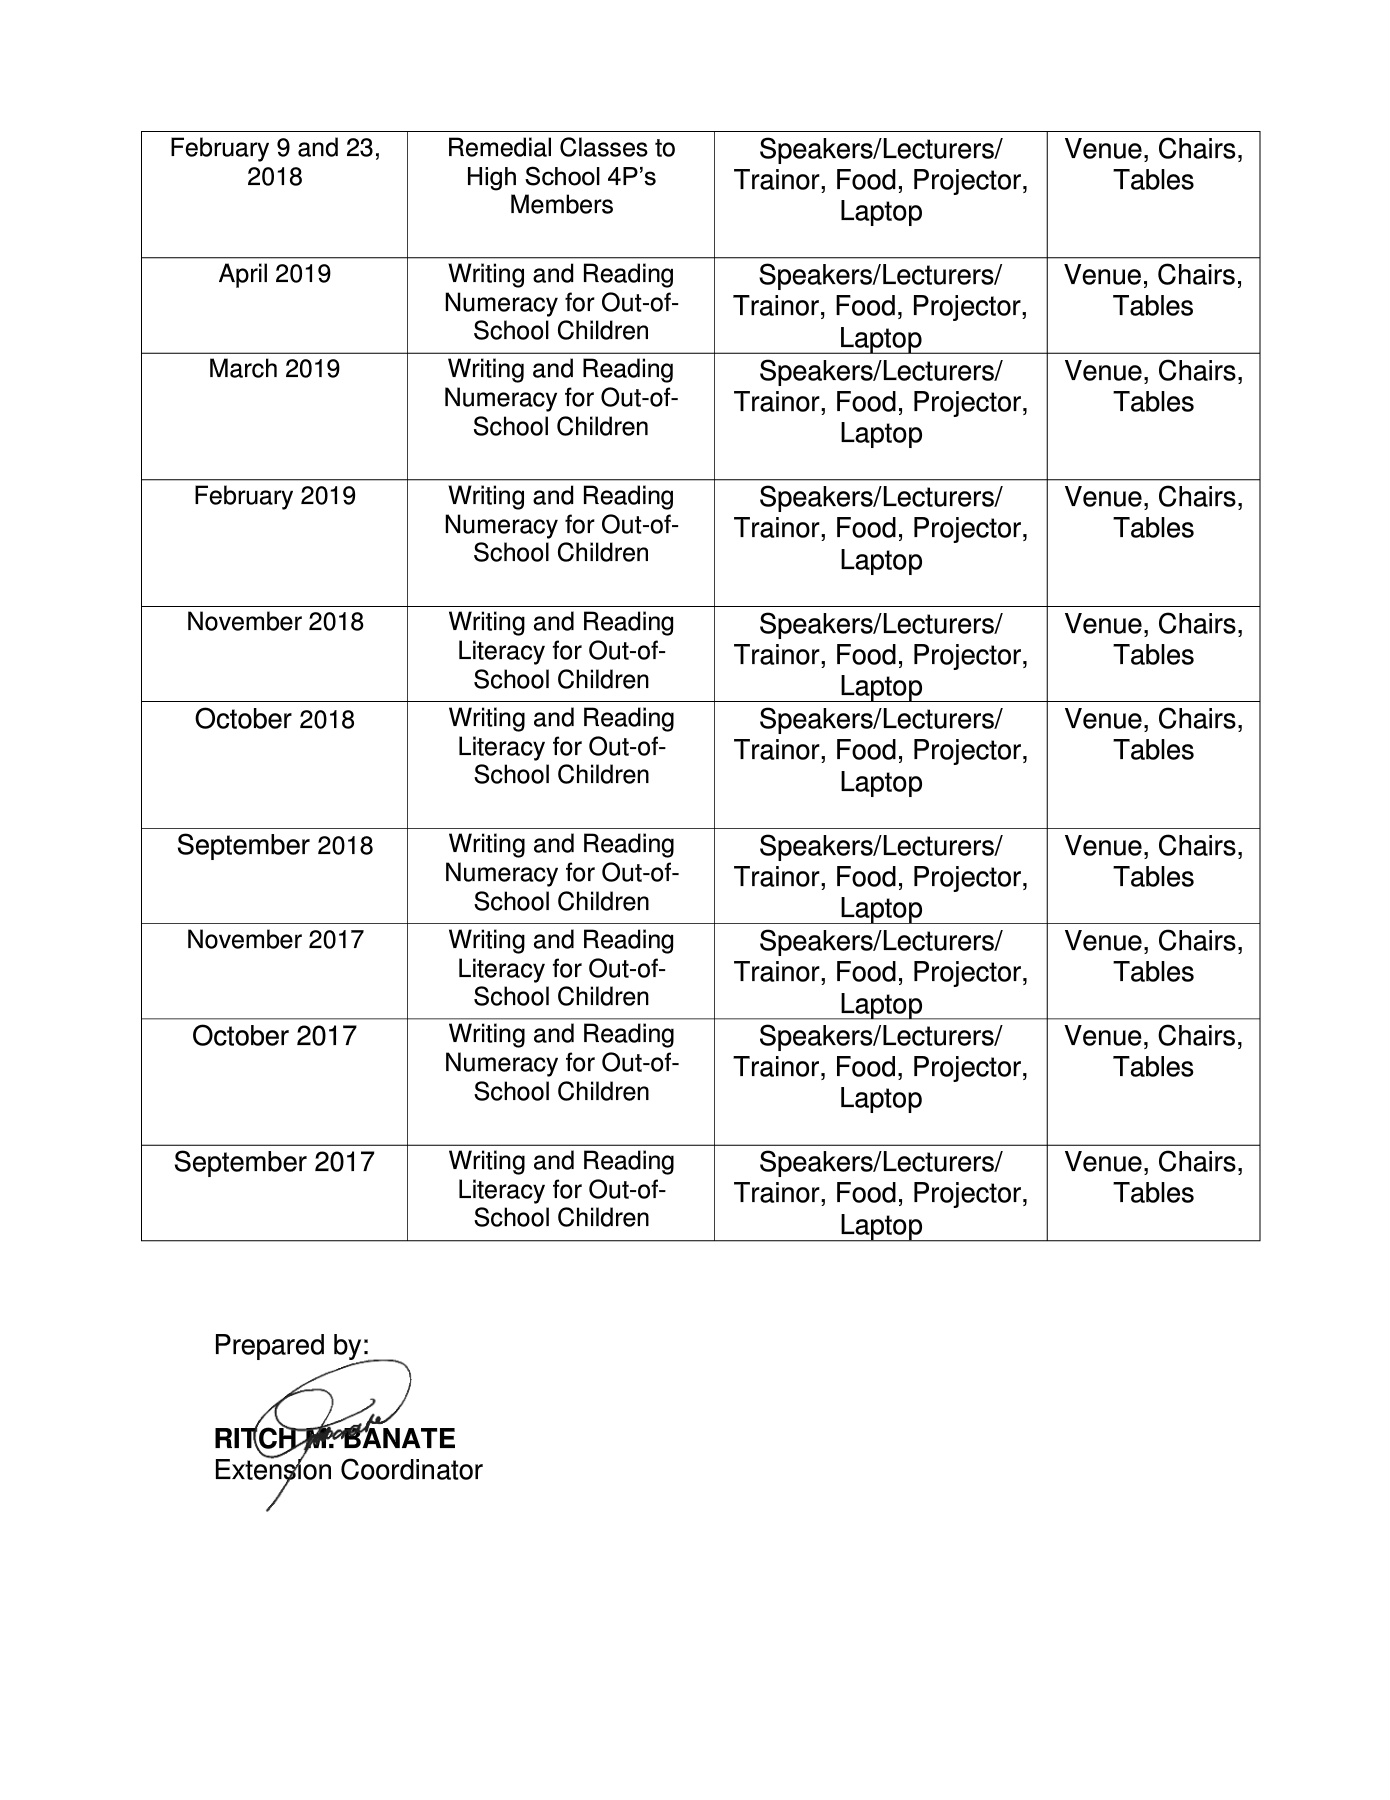 February 9 and 23,
2018
Remedial Classes to
High School 4P’s
Members
Speakers/Lecturers/
Trainor, Food, Projector,
Laptop
Venue, Chairs,
Tables
April 2019
Writing and Reading
Numeracy for Out-of-
School Children
Speakers/Lecturers/
Trainor, Food, Projector,
Laptop
Venue, Chairs,
Tables
March 2019
Writing and Reading
Numeracy for Out-of-
School Children
Speakers/Lecturers/
Trainor, Food, Projector,
Laptop
Venue, Chairs,
Tables
February 2019
Writing and Reading
Numeracy for Out-of-
School Children
Speakers/Lecturers/
Trainor, Food, Projector,
Laptop
Venue, Chairs,
Tables
November 2018
Writing and Reading
Literacy for Out-of-
School Children
Speakers/Lecturers/
Trainor, Food, Projector,
Laptop
Venue, Chairs,
Tables
October 2018
Writing and Reading
Literacy for Out-of-
School Children
Speakers/Lecturers/
Trainor, Food, Projector,
Laptop
Venue, Chairs,
Tables
September 2018
Writing and Reading
Numeracy for Out-of-
School Children
Speakers/Lecturers/
Trainor, Food, Projector,
Laptop
Venue, Chairs,
Tables
November 2017
Writing and Reading
Literacy for Out-of-
School Children
Speakers/Lecturers/
Trainor, Food, Projector,
Laptop
Venue, Chairs,
Tables
October 2017
Writing and Reading
Numeracy for Out-of-
School Children
Speakers/Lecturers/
Trainor, Food, Projector,
Laptop
Venue, Chairs,
Tables
September 2017
Writing and Reading
Literacy for Out-of-
School Children
Speakers/Lecturers/
Trainor, Food, Projector,
Laptop
Venue, Chairs,
Tables
Prepared by:
RITCH M. BANATE
Extension Coordinator